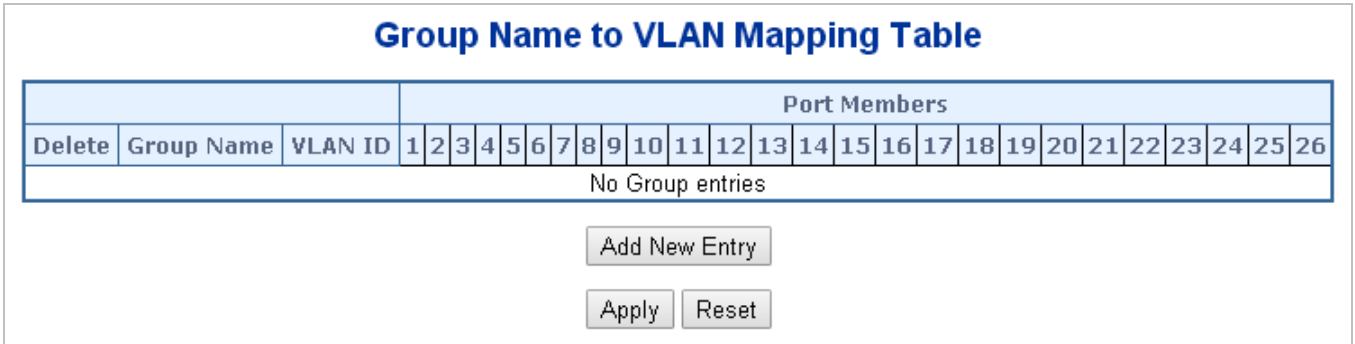 Group Name to VLAN Mapping Table
Port Members
Delete Group Name VLAN ID 1 2 3 4 5 6 7 8 9 10 11 12 13 14 15 16 17 18 19 20 21 22 23 24 25 26
No Group entries
Add New Entry
Apply Reset